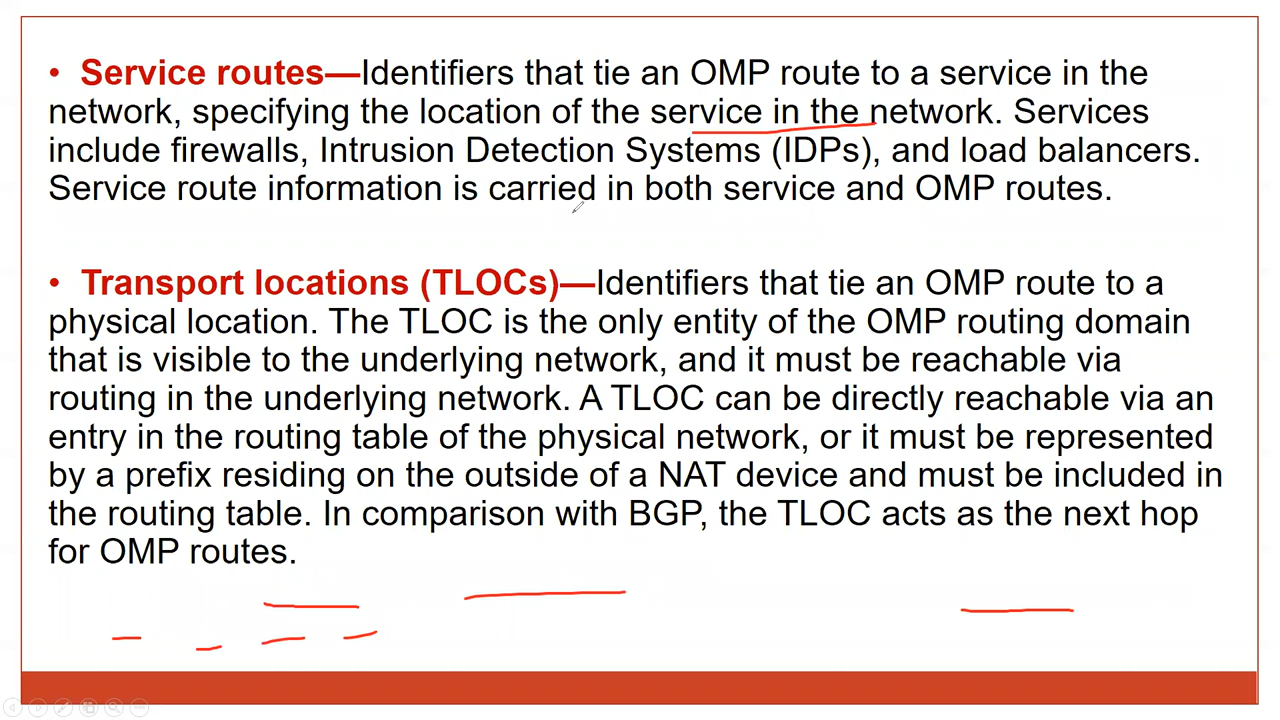 • Service routes—Identifiers that tie an OMP route to a service in the
network, specifying the location of the service in the network. Services
include firewalls, Intrusion Detection Systems (IDPs), and load balancers.
Service route information is carried in both service and OMP routes.
• Transport locations (TLOCs)—Identifiers that tie an OMP route to a
physical location. The TLOC is the only entity of the OMP routing domain
that is visible to the underlying network, and it must be reachable via
routing in the underlying network. A TLOC can be directly reachable via an
entry in the routing table of the physical network, or it must be represented
by a prefix residing on the outside of a NAT device and must be included in
the routing table. In comparison with BGP, the TLOC acts as the next hop
for OMP routes.